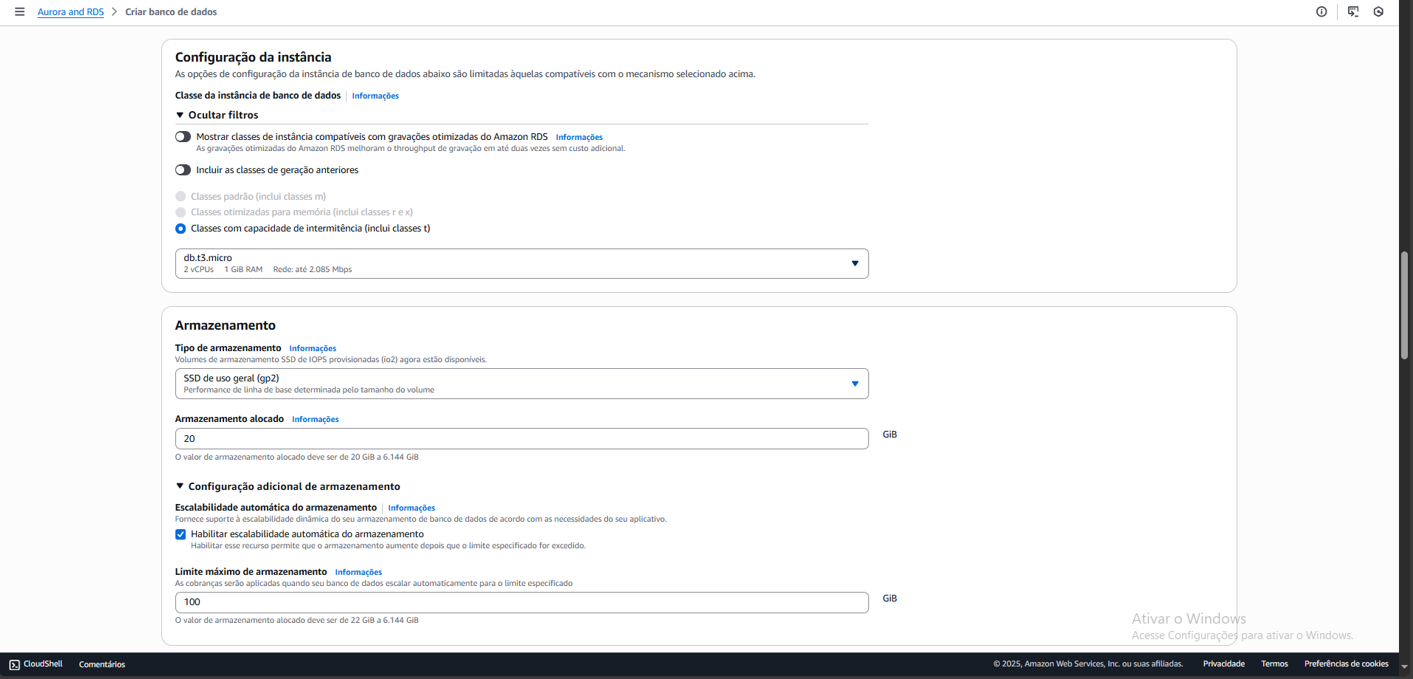 Aurora and RDS > Criar banco de dados
Configuração da instância
As opções de configuração da instância de banco de dados abaixo são limitadas àquelas compatíveis com o mecanismo selecionado acima.
Classe da instância de banco de dados | Informações
Ocultar filtros
Mostrar classes de instância compatíveis com gravações otimizadas do Amazon RDS Informações
As gravações otimizadas do Amazon RDS melhoram o throughput de gravação em até duas vezes sem custo adicional.
Incluir as classes de geração anteriores
Classes padrão (inclui classes m)
Classes otimizadas para memória (inclui classes r e x)
Classes com capacidade de intermitência (inclui classes t)
db.t3.micro
2 vCPUs 1 GiB RAM Rede: até 2.085 Mbps
Armazenamento
Tipo de armazenamento Informações
Volumes de armazenamento SSD de IOPS provisionadas (io2) agora estão disponíveis.
SSD de uso geral (gp2)
Performance de linha de base determinada pelo tamanho do volume
Armazenamento alocado Informações
20 GiB
O valor de armazenamento alocado deve ser de 20 GiB a 6.144 GiB
Configuração adicional de armazenamento
Escalabilidade automática do armazenamento | Informações
Fornece suporte à escalabilidade dinâmica do seu armazenamento de banco de dados de acordo com as necessidades do seu aplicativo.
Habilitar escalabilidade automática do armazenamento
Habilitar esse recurso permite que o armazenamento aumente depois que o limite especificado for excedido.
Limite máximo de armazenamento Informações
As cobranças serão aplicadas quando seu banco de dados escalar automaticamente para o limite especificado
100 GiB
O valor de armazenamento alocado deve ser de 22 GiB a 6.144 GiB
Ativar o Windows
Acesse Configurações para ativar o Windows.
CloudShell Comentários © 2025, Amazon Web Services, Inc. ou suas afiliadas. Privacidade Termos Preferências de cookies